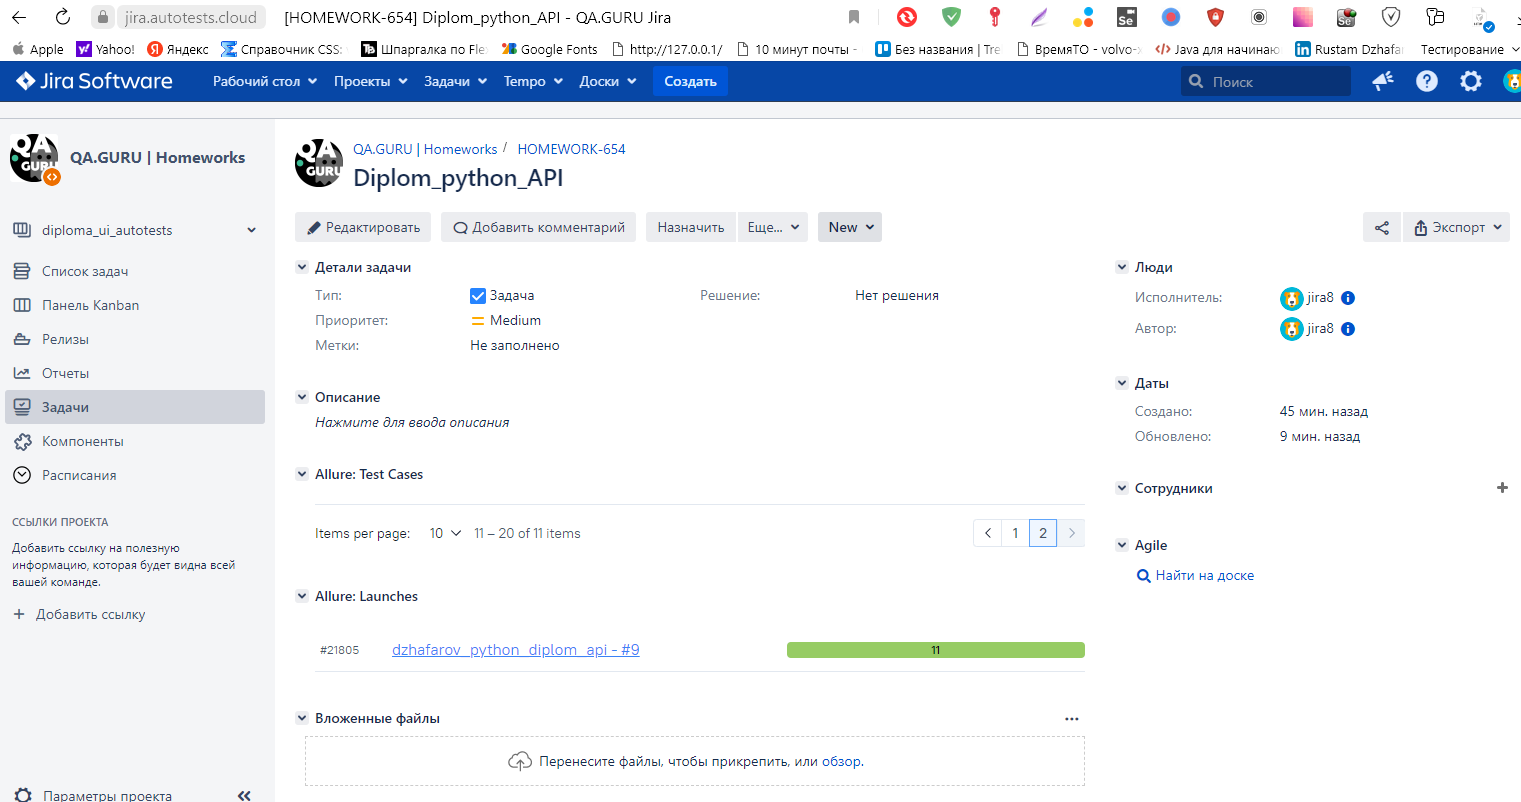 jira.autotests.cloud [HOMEWORK-654] Diplom_python_API - QA.GURU Jira
Apple Yahoo! Яндекс Справочник CSS: Шпаргалка по Fle Google Fonts http://127.0.0.1/ 10 минут почты - Без названия | Tre ВремяТО - volvo-x Java для начинаю Rustam Dzhafar Тестирование
Jira Software Рабочий стол Проекты Задачи Tempo Доски Создать Поиск
QA.GURU | Homeworks
diploma_ui_autotests
Список задач
Панель Kanban
Релизы
Отчеты
Задачи
Компоненты
Расписания
ССЫЛКИ ПРОЕКТА
Добавить ссылку на полезную
информацию, которая будет видна всей
вашей команде.
+ Добавить ссылку
Параметры проекта
QA.GURU | Homeworks / HOMEWORK-654
Diplom_python_API
Редактировать Добавить комментарий Назначить Еще... New Экспорт
Детали задачи
Тип: Задача Решение: Нет решения
Приоритет: Medium
Метки: Не заполнено
Описание
Нажмите для ввода описания
Allure: Test Cases
Items per page: 10 11 – 20 of 11 items 1 2
Allure: Launches
#21805 dzhafarov_python_diplom_api - #9 11
Вложенные файлы
Перенесите файлы, чтобы прикрепить, или обзор.
Люди
Исполнитель: jira8
Автор: jira8
Даты
Создано: 45 мин. назад
Обновлено: 9 мин. назад
Сотрудники
Agile
Найти на доске